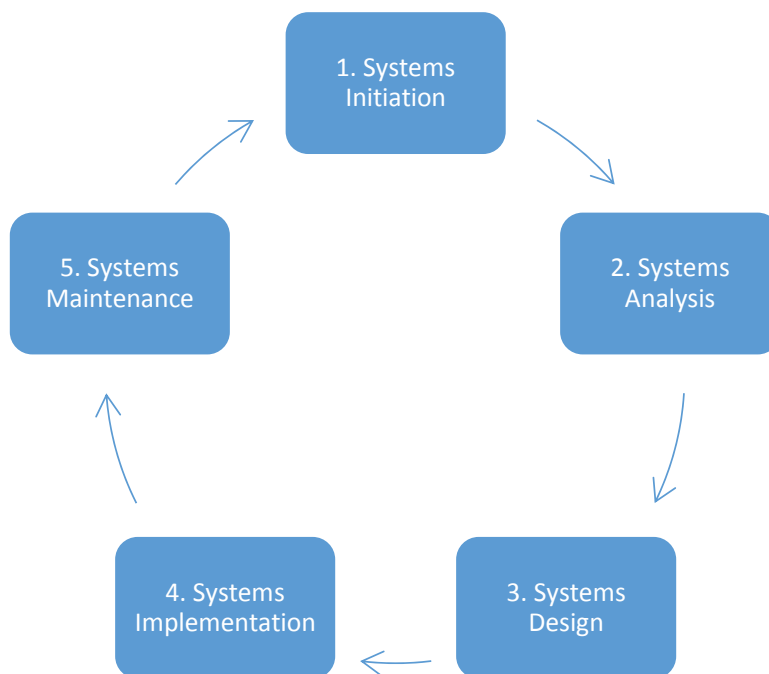 1. Systems
Initiation
2. Systems
Analysis
3. Systems
Design
4. Systems
Implementation
5. Systems
Maintenance